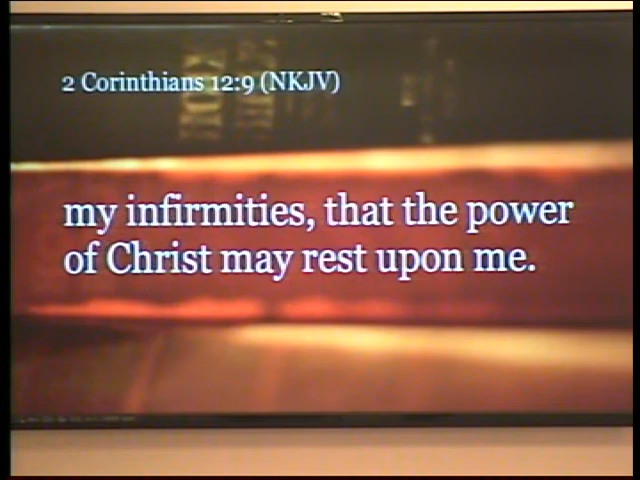 2 Corinthians 12:9 (NKJV)
my infirmities, that the power
of Christ may rest upon me.